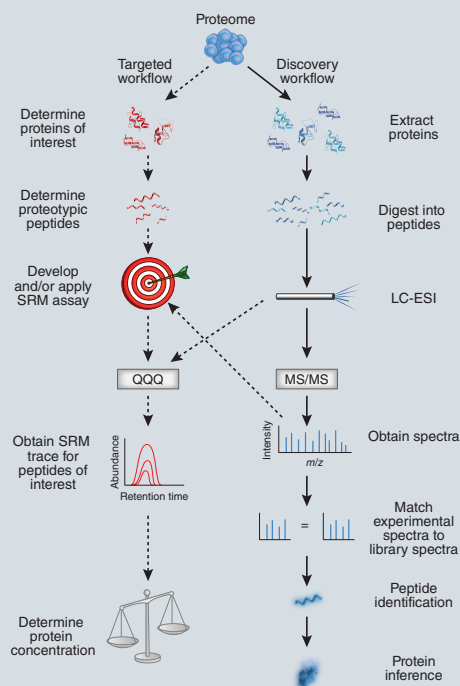 Proteome
Targeted
workflow
Discovery
workflow
Determine
proteins of
interest
Extract
proteins
Determine
proteotypic
peptides
Digest into
peptides
Develop
and/or apply
SRM assay
LC-ESI
QQQ
MS/MS
Obtain SRM
trace for
peptides of
interest
Abundance
Retention time
Intensity
m/z
Obtain spectra
=
Match
experimental
spectra to
library spectra
Peptide
identification
Determine
protein
concentration
Protein
inference